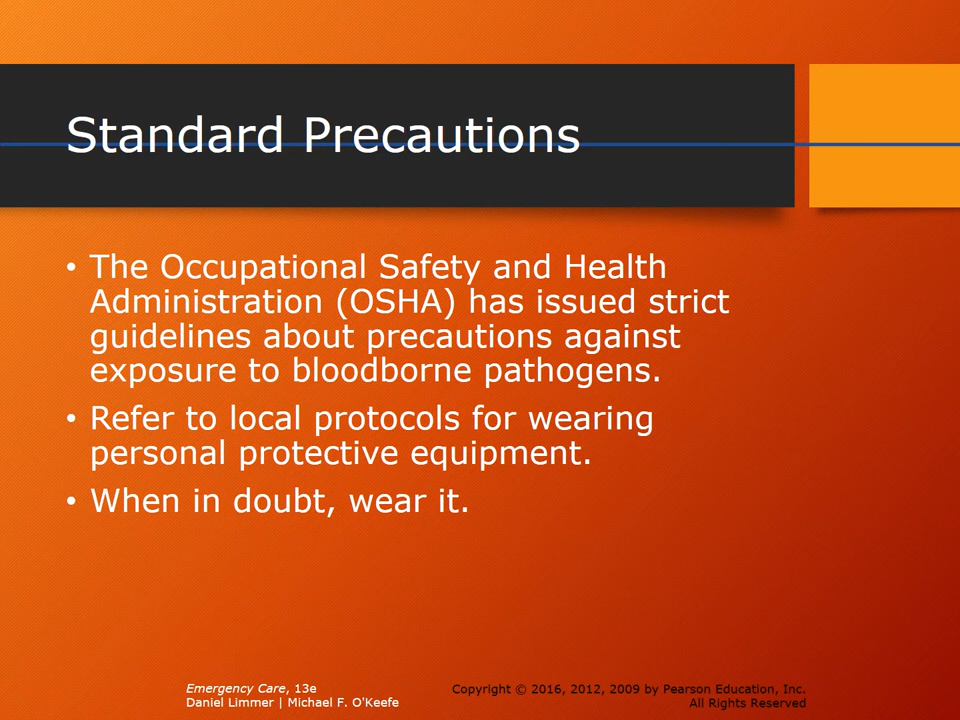 Standard Precautions
• The Occupational Safety and Health
Administration (OSHA) has issued strict
guidelines about precautions against
exposure to bloodborne pathogens.
• Refer to local protocols for wearing
personal protective equipment.
• When in doubt, wear it.
Emergency Care, 13e
Daniel Limmer | Michael F. O'Keefe
Copyright © 2016, 2012, 2009 by Pearson Education, Inc.
All Rights Reserved